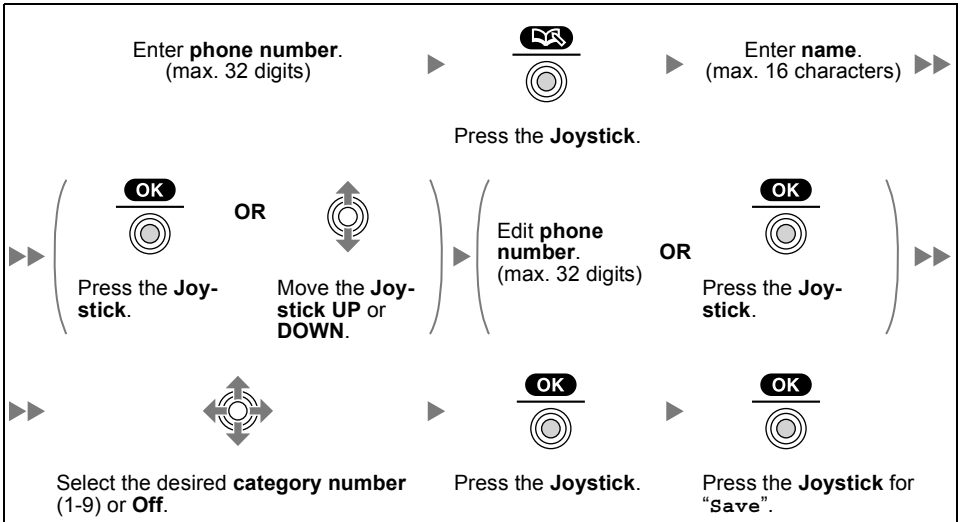 Enter phone number.
(max. 32 digits)
Press the Joystick.
Enter name.
(max. 16 characters)
OK
Press the Joy-
stick.
OR
Move the Joy-
stick UP or
DOWN.
Edit phone
number.
(max. 32 digits)
OR
OK
Press the Joy-
stick.
Select the desired category number
(1-9) or Off.
OK
Press the Joystick.
OK
Press the Joystick for
“Save”.